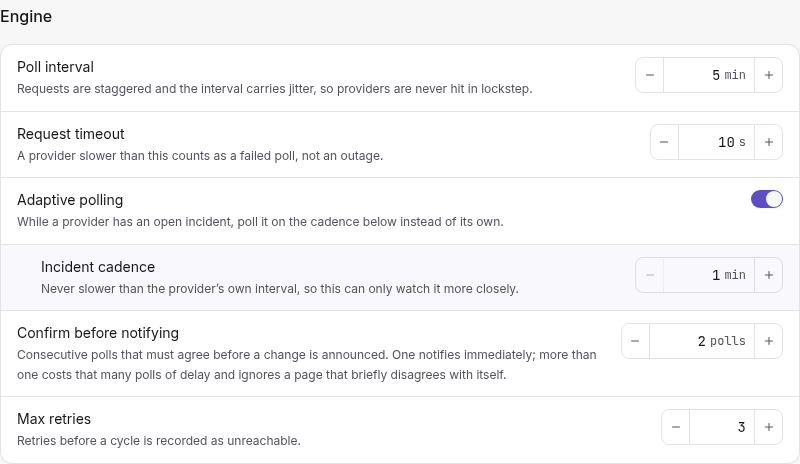 Engine
Poll interval
Requests are staggered and the interval carries jitter, so providers are never hit in lockstep.
− 5 min +
Request timeout
A provider slower than this counts as a failed poll, not an outage.
− 10 s +
Adaptive polling
While a provider has an open incident, poll it on the cadence below instead of its own.
Incident cadence
Never slower than the provider’s own interval, so this can only watch it more closely.
− 1 min +
Confirm before notifying
Consecutive polls that must agree before a change is announced. One notifies immediately; more than
one costs that many polls of delay and ignores a page that briefly disagrees with itself.
− 2 polls +
Max retries
Retries before a cycle is recorded as unreachable.
− 3 +